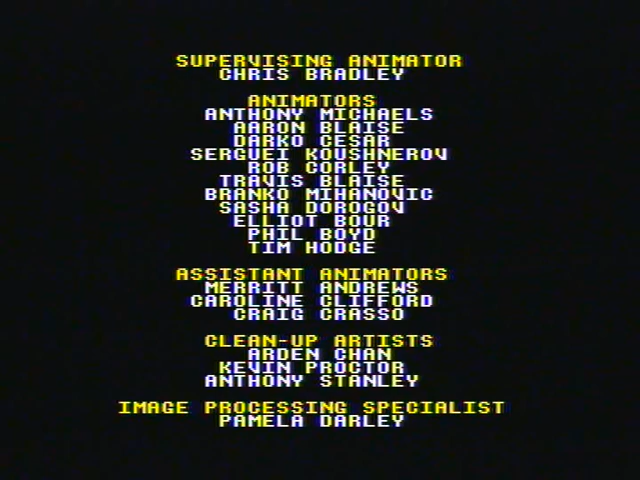 SUPERVISING ANIMATOR
CHRIS BRADLEY
ANIMATORS
ANTHONY MICHAELS
AARON BLAISE
DARKO CESAR
SERGUEI KOUSHNEROV
ROB CORLEY
TRAVIS BLAISE
BRANKO MIHANOVIC
SASHA DOROGOV
ELLIOT BOUR
PHIL BOYD
TIM HODGE
ASSISTANT ANIMATORS
MERRITT ANDREWS
CAROLINE CLIFFORD
CRAIG GRASSO
CLEAN-UP ARTISTS
ARDEN CHAN
KEVIN PROCTOR
ANTHONY STANLEY
IMAGE PROCESSING SPECIALIST
PAMELA DARLEY